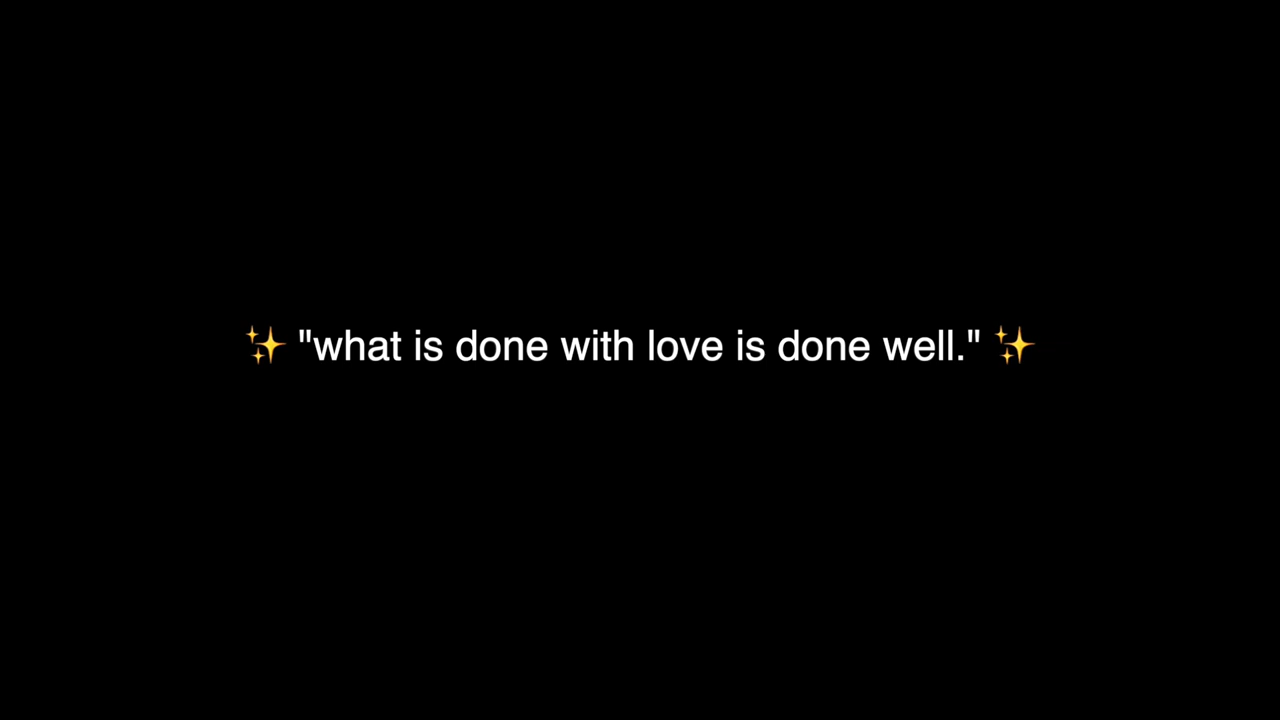 ✨ "what is done with love is done well." ✨